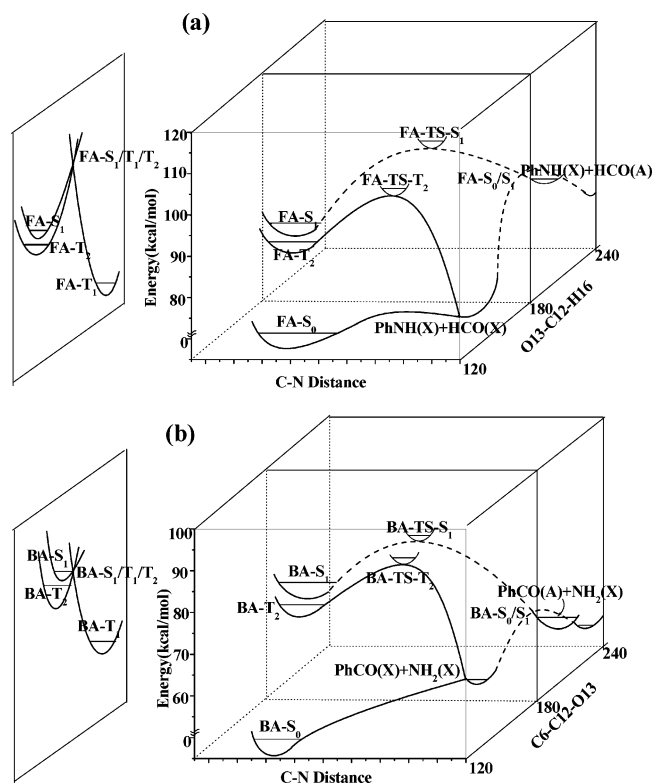 (a)
120
110
100
90
80
0
Energy(kcal/mol)
FA-S1/T1/T2
FA-S1
FA-T2
FA-T1
FA-TS-S1
FA-TS-T2
FA-S0/S1
PhNH(X)+HCO(A)
FA-S1
FA-T2
FA-S0
PhNH(X)+HCO(X)
240
180
120
O13-C12-H16
C-N Distance
(b)
100
90
80
70
60
0
Energy(kcal/mol)
BA-S1
BA-S1/T1/T2
BA-T2
BA-T1
BA-TS-S1
BA-TS-T2
BA-S1
BA-T2
PhCO(A)+NH2(X)
BA-S0/S1
PhCO(X)+NH2(X)
BA-S0
240
180
120
C6-C12-O13
C-N Distance